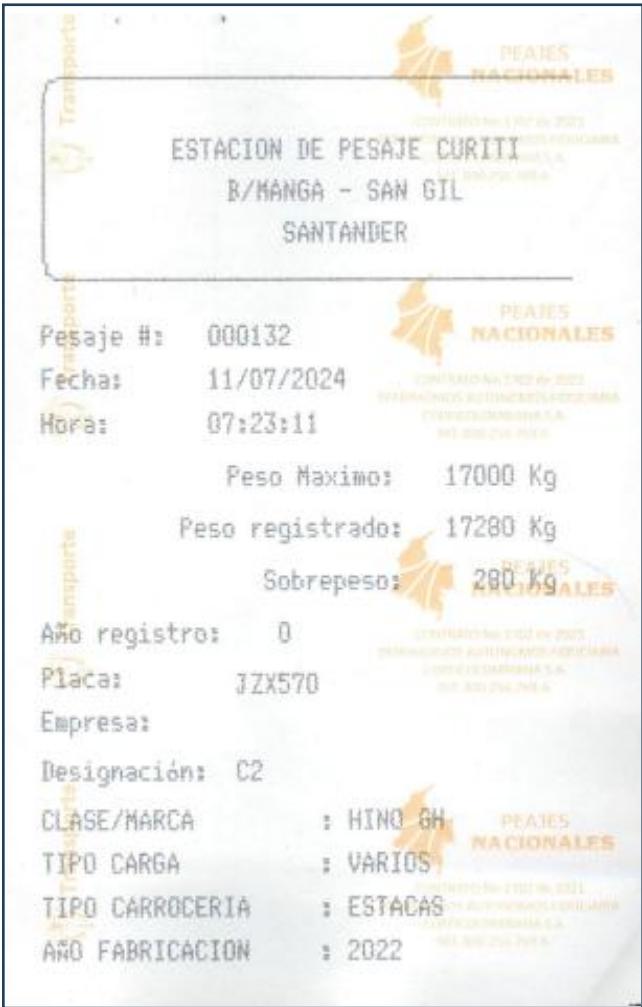 PEAJES
NACIONALES
Transporte
ESTACION DE PESAJE CURITI
B/MANGA - SAN GIL
SANTANDER
PEAJES
NACIONALES
Transporte
Pesaje #: 000132
Fecha: 11/07/2024
Hora: 07:23:11
Peso Maximo: 17000 Kg
Peso registrado: 17280 Kg
Sobrepeso: 280 Kg
PEAJES
NACIONALES
Transporte
Año registro: 0
Placa: JZX570
Empresa:
Designación: C2
CLASE/MARCA : HINO GH
TIPO CARGA : VARIOS
TIPO CARROCERIA : ESTACAS
AÑO FABRICACION : 2022
PEAJES
NACIONALES
Transporte